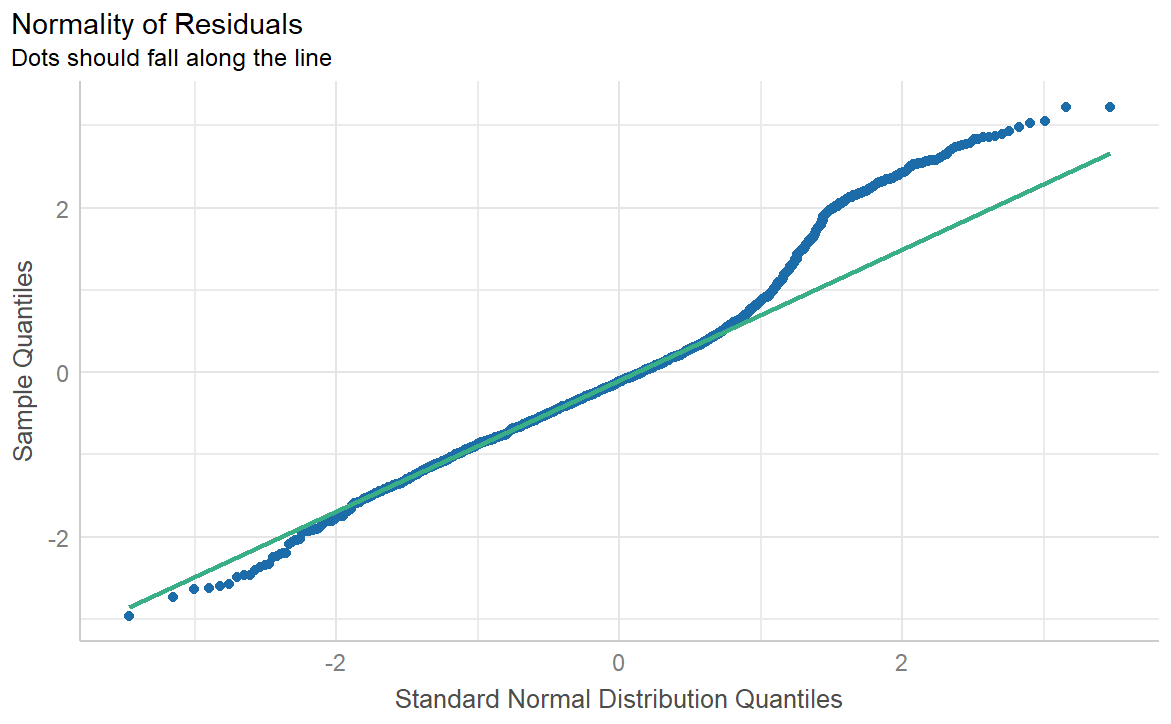 Normality of Residuals
Dots should fall along the line
Sample Quantiles
2
0
-2
-2 0 2
Standard Normal Distribution Quantiles